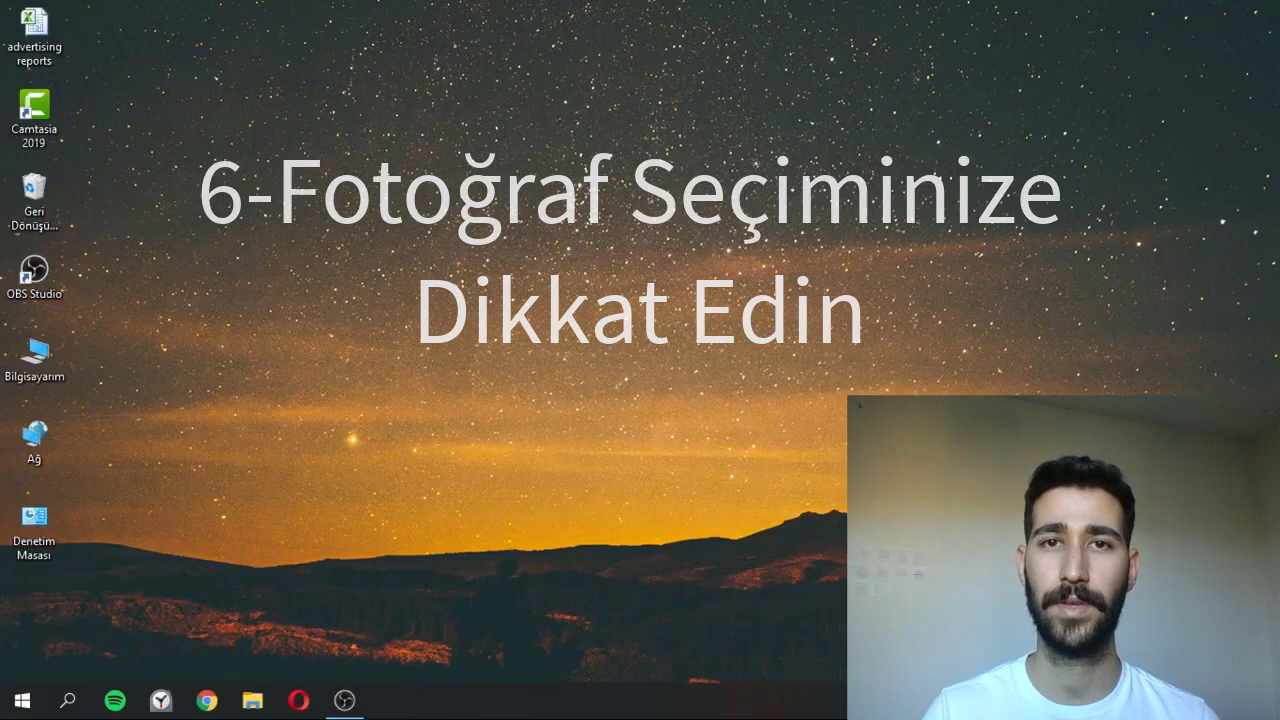 advertising
reports
Camtasia
2019
Geri
Dönüşü...
OBS Studio
Bilgisayarım
Ağ
Denetim
Masası
6-Fotoğraf Seçiminize
Dikkat Edin